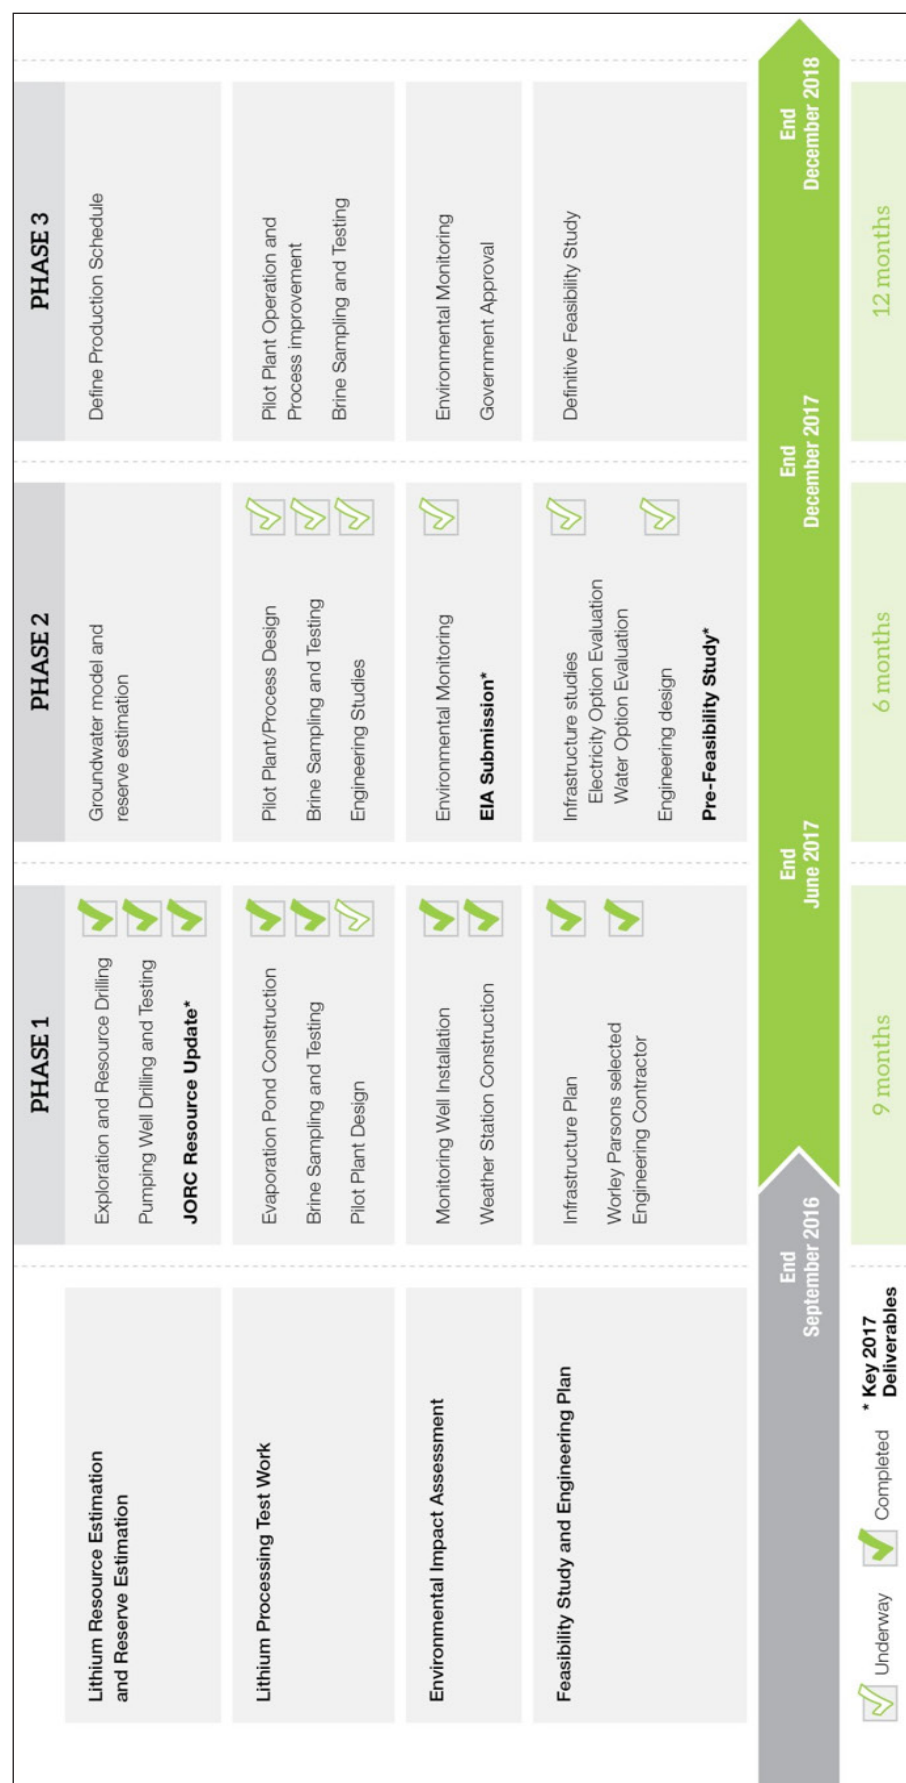 PHASE 1
PHASE 2
PHASE 3
Lithium Resource Estimation
and Reserve Estimation
Exploration and Resource Drilling
Pumping Well Drilling and Testing
JORC Resource Update*
Groundwater model and
reserve estimation
Define Production Schedule
Lithium Processing Test Work
Evaporation Pond Construction
Brine Sampling and Testing
Pilot Plant Design
Pilot Plant/Process Design
Brine Sampling and Testing
Engineering Studies
Pilot Plant Operation and
Process improvement
Brine Sampling and Testing
Environmental Impact Assessment
Monitoring Well Installation
Weather Station Construction
Environmental Monitoring
EIA Submission*
Environmental Monitoring
Government Approval
Feasibility Study and Engineering Plan
Infrastructure Plan
Worley Parsons selected
Engineering Contractor
Infrastructure studies
Electricity Option Evaluation
Water Option Evaluation
Engineering design
Pre-Feasibility Study*
Definitive Feasibility Study
End
September 2016
End
June 2017
End
December 2017
End
December 2018
Underway
Completed
* Key 2017
Deliverables
9 months
6 months
12 months